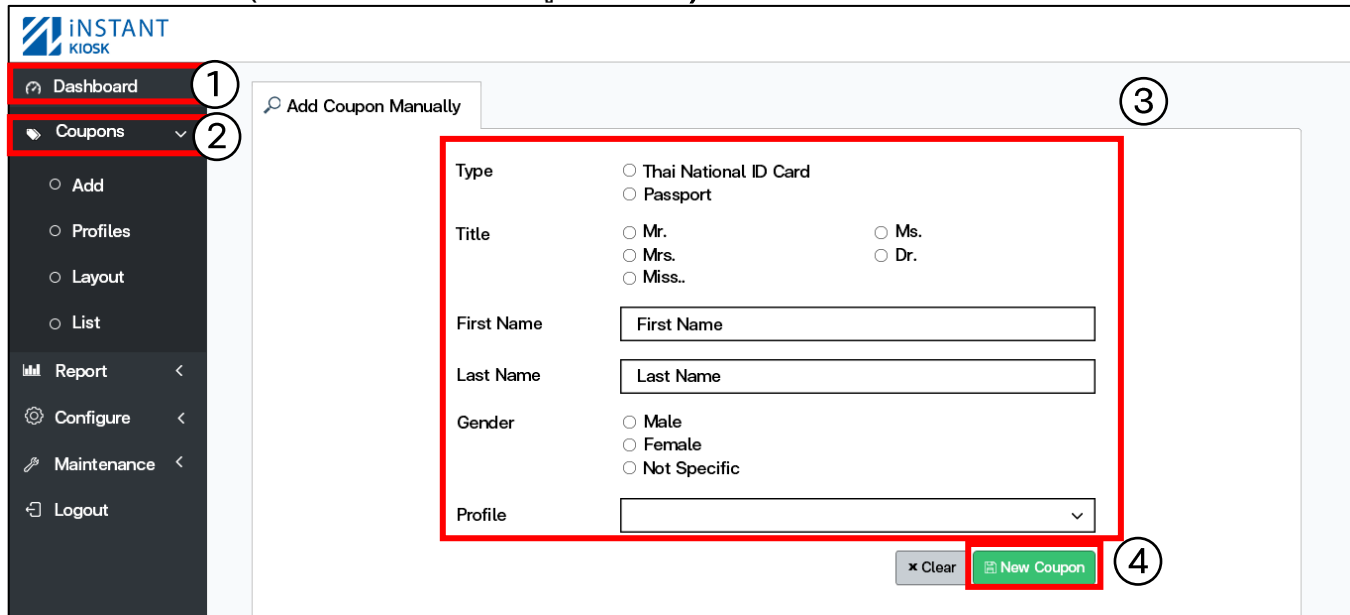 iNSTANT
KIOSK
Dashboard
1
Coupons
2
Add
Profiles
Layout
List
Report
Configure
Maintenance
Logout
Add Coupon Manually
3
Type
Thai National ID Card
Passport
Title
Mr.
Ms.
Mrs.
Dr.
Miss..
First Name
First Name
Last Name
Last Name
Gender
Male
Female
Not Specific
Profile
× Clear
New Coupon
4